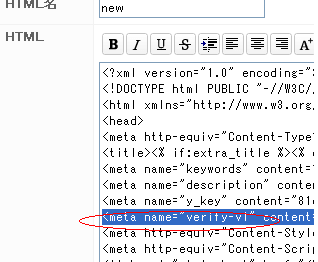 HTML名
new
HTML
B I U S A
<?xml version="1.0" encoding="
<!DOCTYPE html PUBLIC "-//W3C/
<html xmlns="http://www.w3.org
<head>
<meta http-equiv="Content-Type
<title><% if:extra_title %><%
<meta name="keywords" content=
<meta name="description" conten
<meta name="y_key" content="81
<meta name="verify-v1" content
<meta http-equiv="Content-Style
<meta http-equiv="Content-Scrip